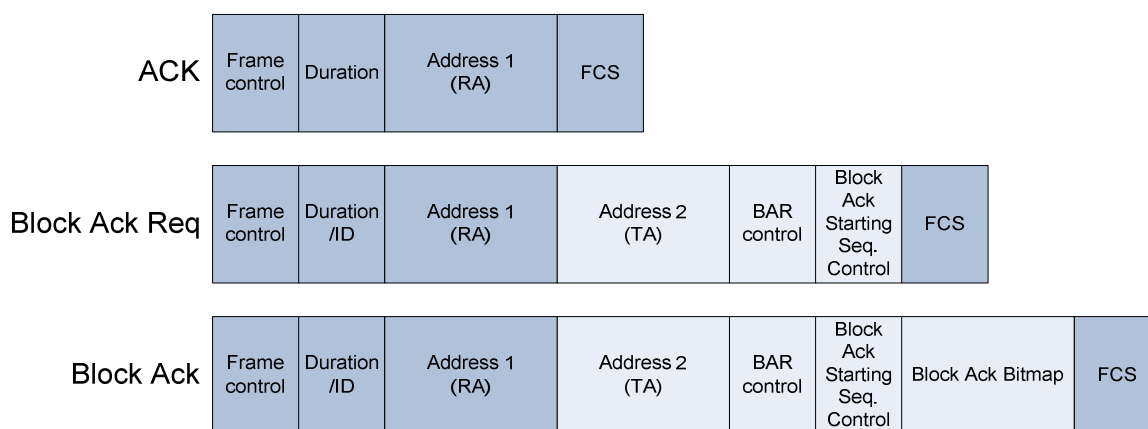 ACK
Frame
control
Duration
Address 1
(RA)
FCS
Block Ack Req
Frame
control
Duration
/ID
Address 1
(RA)
Address 2
(TA)
BAR
control
Block
Ack
Starting
Seq.
Control
FCS
Block Ack
Frame
control
Duration
/ID
Address 1
(RA)
Address 2
(TA)
BAR
control
Block
Ack
Starting
Seq.
Control
Block Ack Bitmap
FCS